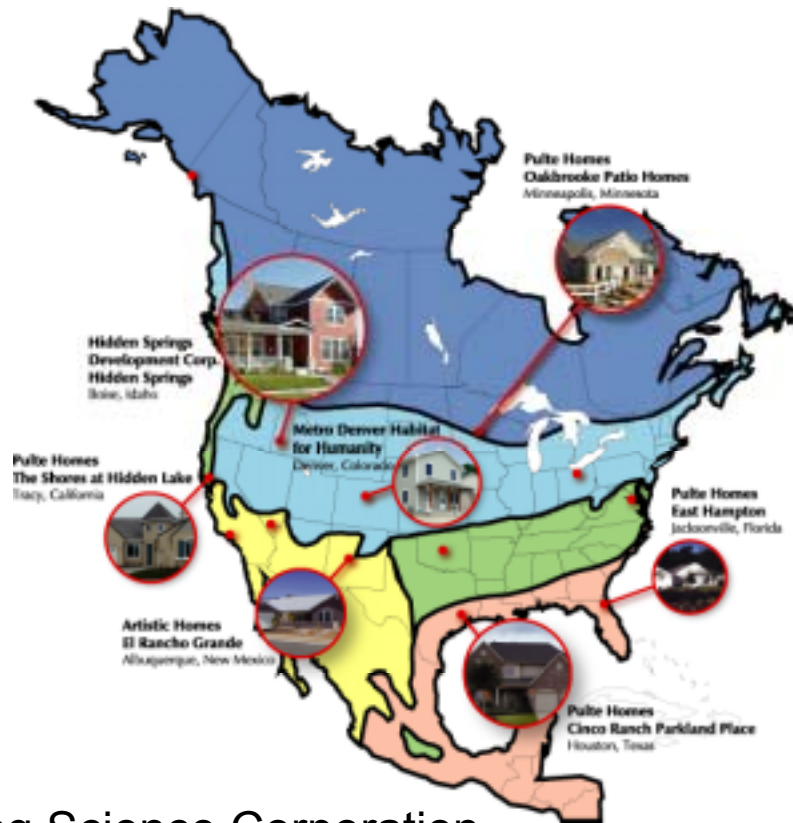 Pulte Homes
Oakbrooke Patio Homes
Minneapolis, Minnesota
Hidden Springs
Development Corp.
Hidden Springs
Boise, Idaho
Metro Denver Habitat
for Humanity
Denver, Colorado
Pulte Homes
The Shores at Hidden Lake
Tracy, California
Pulte Homes
East Hampton
Jacksonville, Florida
Artistic Homes
El Rancho Grande
Albuquerque, New Mexico
Pulte Homes
Cinco Ranch Parkland Place
Houston, Texas
Science Corporation